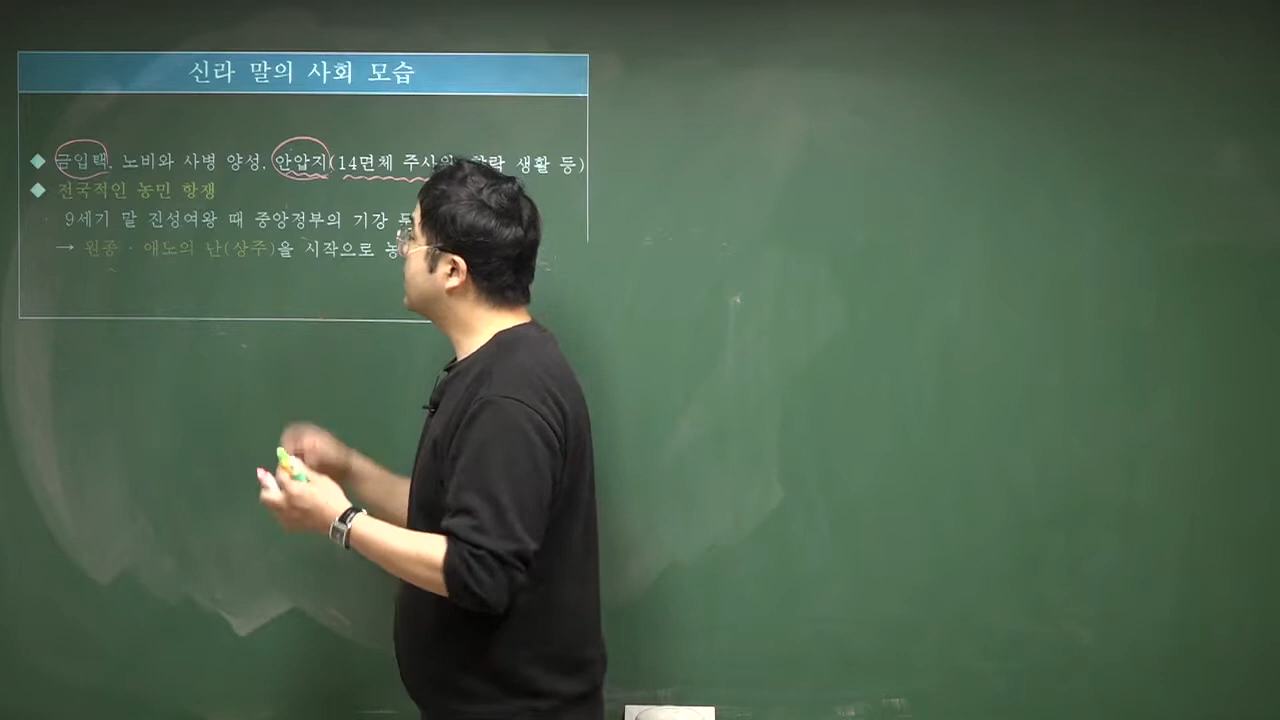 신라 말의 사회 모습
금입택, 노비와 사병 양성, 안압지(14면체 주사위, 향락 생활 등)
전국적인 농민 항쟁
9세기 말 진성여왕 때 중앙정부의 기강
→ 원종 · 애노의 난(상주)을 시작으로